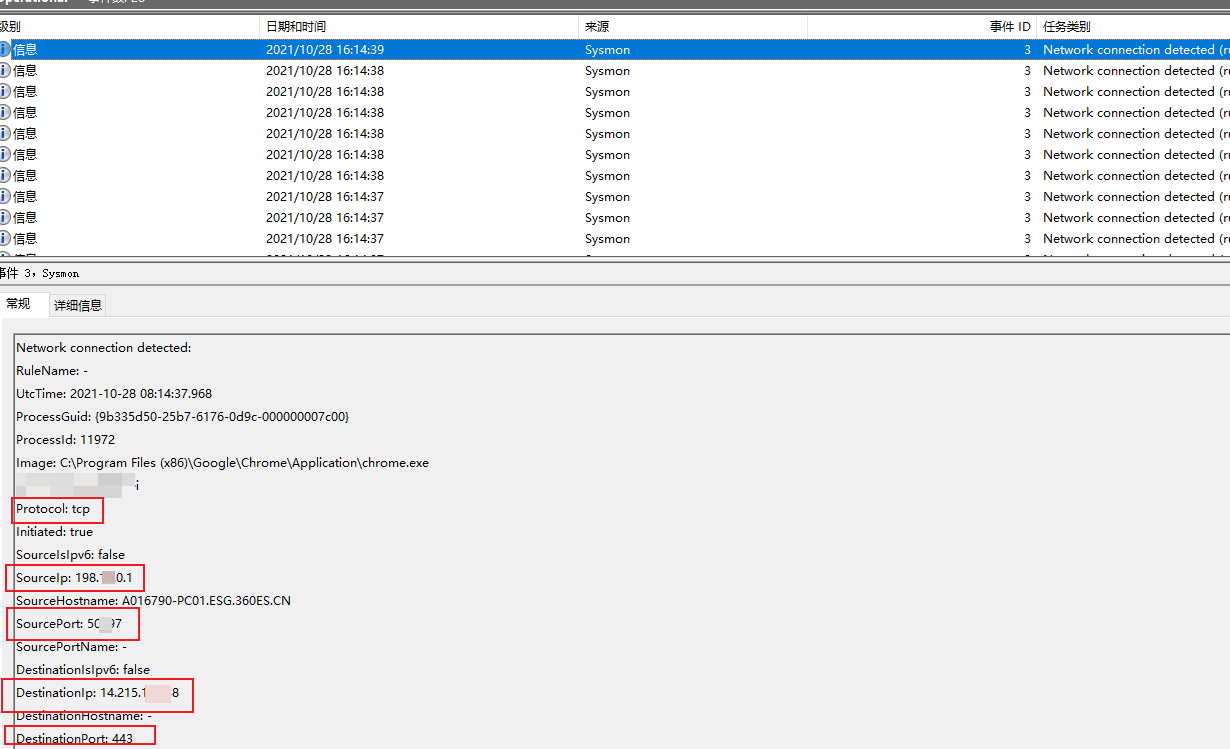 级别 日期和时间 来源 事件 ID 任务类别
信息 2021/10/28 16:14:39 Sysmon 3 Network connection detected (ru
信息 2021/10/28 16:14:38 Sysmon 3 Network connection detected (ru
信息 2021/10/28 16:14:38 Sysmon 3 Network connection detected (ru
信息 2021/10/28 16:14:38 Sysmon 3 Network connection detected (ru
信息 2021/10/28 16:14:38 Sysmon 3 Network connection detected (ru
信息 2021/10/28 16:14:38 Sysmon 3 Network connection detected (ru
信息 2021/10/28 16:14:38 Sysmon 3 Network connection detected (ru
信息 2021/10/28 16:14:37 Sysmon 3 Network connection detected (ru
信息 2021/10/28 16:14:37 Sysmon 3 Network connection detected (ru
信息 2021/10/28 16:14:37 Sysmon 3 Network connection detected (ru
事件 3，Sysmon
常规 详细信息
Network connection detected:
RuleName: -
UtcTime: 2021-10-28 08:14:37.968
ProcessGuid: {9b335d50-25b7-6176-0d9c-000000007c00}
ProcessId: 11972
Image: C:\Program Files (x86)\Google\Chrome\Application\chrome.exe
Protocol: tcp
Initiated: true
SourceIsIpv6: false
SourceIp: 198. 0.1
SourceHostname: A016790-PC01.ESG.360ES.CN
SourcePort: 50 97
SourcePortName: -
DestinationIsIpv6: false
DestinationIp: 14.215.1 8
DestinationHostname: -
DestinationPort: 443